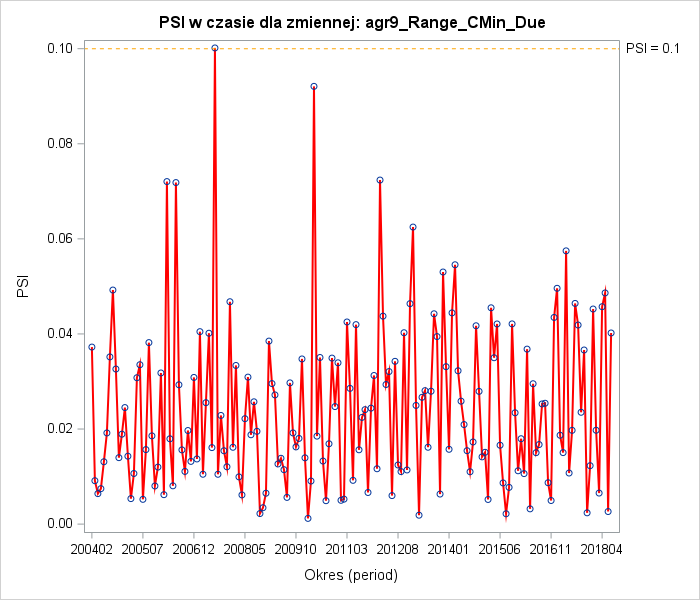 PSI w czasie dla zmiennej: agr9_Range_CMin_Due
0.10
PSI = 0.1
0.08
0.06
PSI
0.04
0.02
0.00
200402 200507 200612 200805 200910 201103 201208 201401 201506 201611 201804
Okres (period)